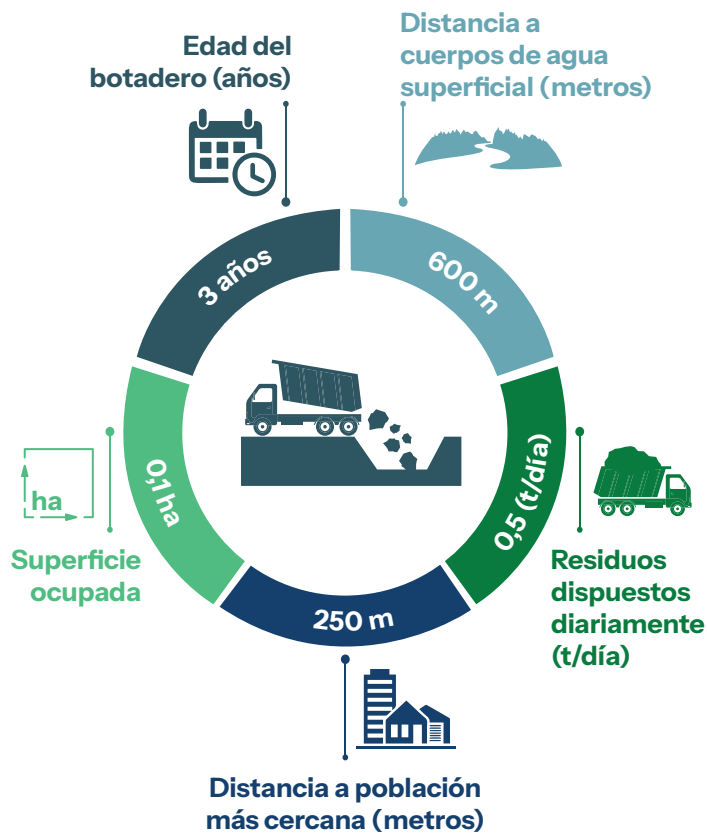 Edad del
botadero (años)
Distancia a
cuerpos de agua
superficial (metros)
3 años
600 m
0,1 ha
0,5 (t/día)
250 m
ha
Superficie
ocupada
Residuos
dispuestos
diariamente
(t/día)
Distancia a población
más cercana (metros)